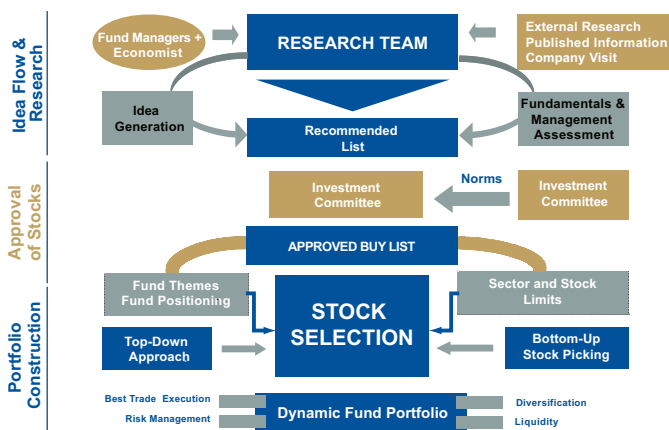 Idea Flow &
Research
Fund Managers +
Economist
RESEARCH TEAM
External Research
Published Information
Company Visit
Idea
Generation
Recommended
List
Fundamentals &
Management
Assessment
Approval
of Stocks
Investment
Committee
Norms
Investment
Committee
APPROVED BUY LIST
Fund Themes
Fund Positioning
Sector and Stock
Limits
Portfolio
Construction
STOCK
SELECTION
Top-Down
Approach
Bottom-Up
Stock Picking
Best Trade Execution
Risk Management
Dynamic Fund Portfolio
Diversification
Liquidity